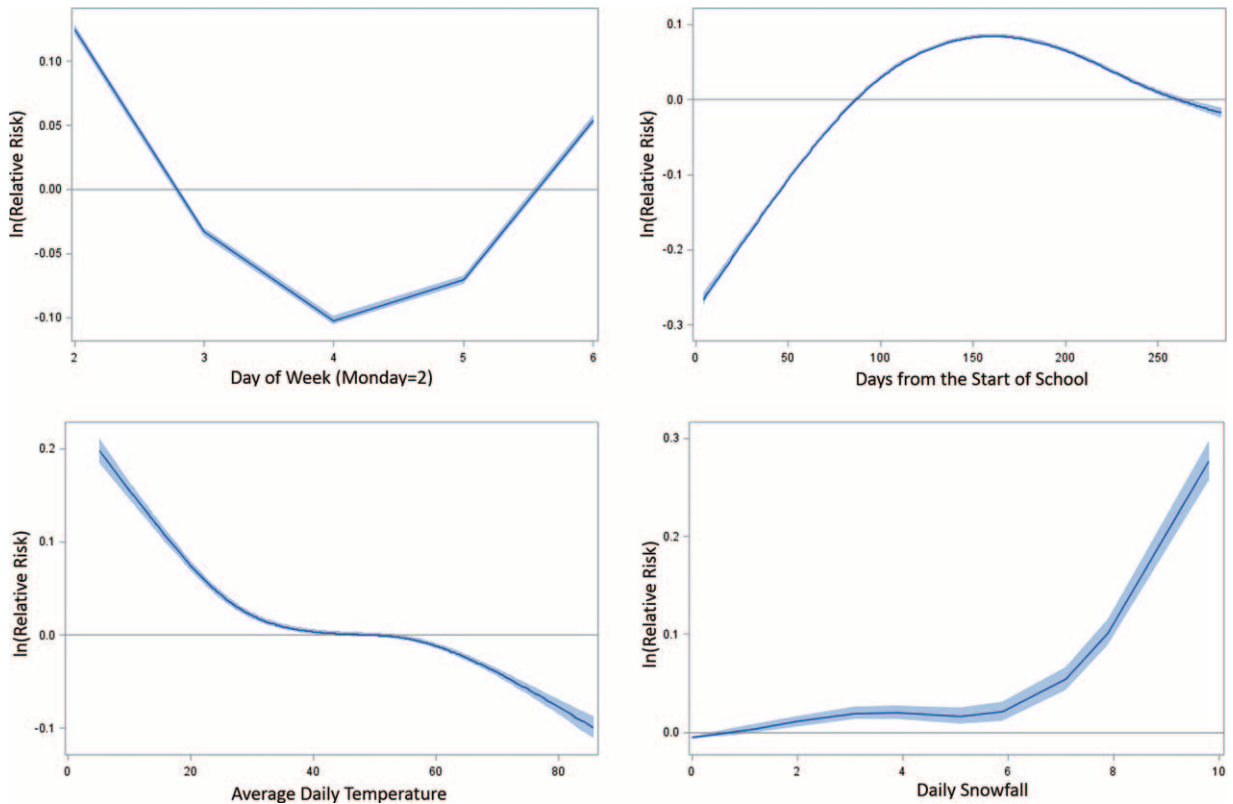 ln(Relative Risk)
0.10
0.05
0.00
-0.05
-0.10
2 3 4 5 6
Day of Week (Monday=2)
ln(Relative Risk)
0.1
0.0
-0.1
-0.2
-0.3
0 50 100 150 200 250
Days from the Start of School
ln(Relative Risk)
0.2
0.1
0.0
-0.1
0 20 40 60 80
Average Daily Temperature
ln(Relative Risk)
0.3
0.2
0.1
0.0
0 2 4 6 8 10
Daily Snowfall